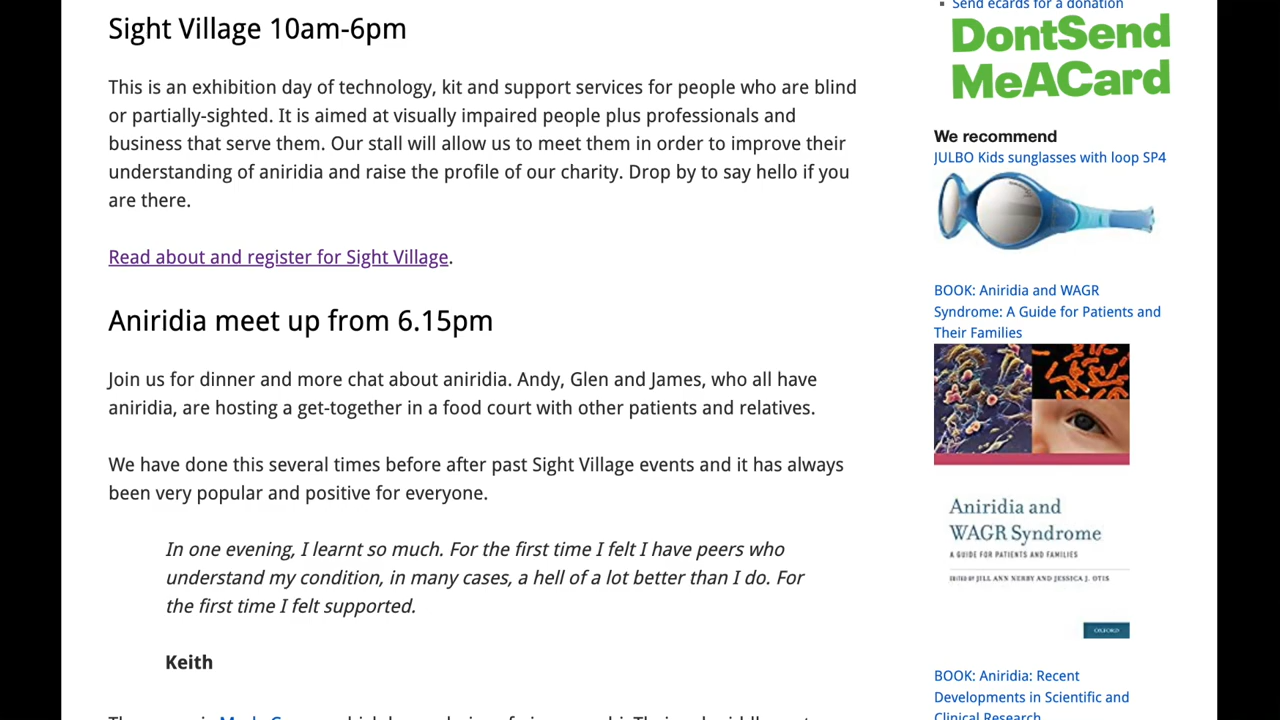 Sight Village 10am-6pm
This is an exhibition day of technology, kit and support services for people who are blind
or partially-sighted. It is aimed at visually impaired people plus professionals and
business that serve them. Our stall will allow us to meet them in order to improve their
understanding of aniridia and raise the profile of our charity. Drop by to say hello if you
are there.
Read about and register for Sight Village.
Aniridia meet up from 6.15pm
Join us for dinner and more chat about aniridia. Andy, Glen and James, who all have
aniridia, are hosting a get-together in a food court with other patients and relatives.
We have done this several times before after past Sight Village events and it has always
been very popular and positive for everyone.
In one evening, I learnt so much. For the first time I felt I have peers who
understand my condition, in many cases, a hell of a lot better than I do. For
the first time I felt supported.
Keith
Send ecards for a donation
DontSend
MeACard
We recommend
JULBO Kids sunglasses with loop SP4
BOOK: Aniridia and WAGR
Syndrome: A Guide for Patients and
Their Families
Aniridia and
WAGR Syndrome
A GUIDE FOR PATIENTS AND FAMILIES
EDITED BY JILL ANN NERBY AND JESSICA J. OTIS
OXFORD
BOOK: Aniridia: Recent
Developments in Scientific and
Clinical Research